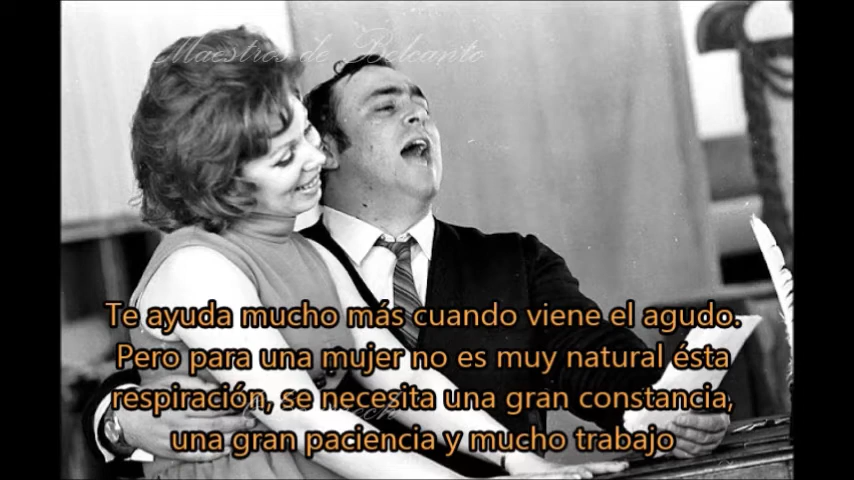 Maestros de Belcanto
Te ayuda mucho más cuando viene el agudo.
Pero para una mujer no es muy natural ésta
respiración, se necesita una gran constancia,
una gran paciencia y mucho trabajo